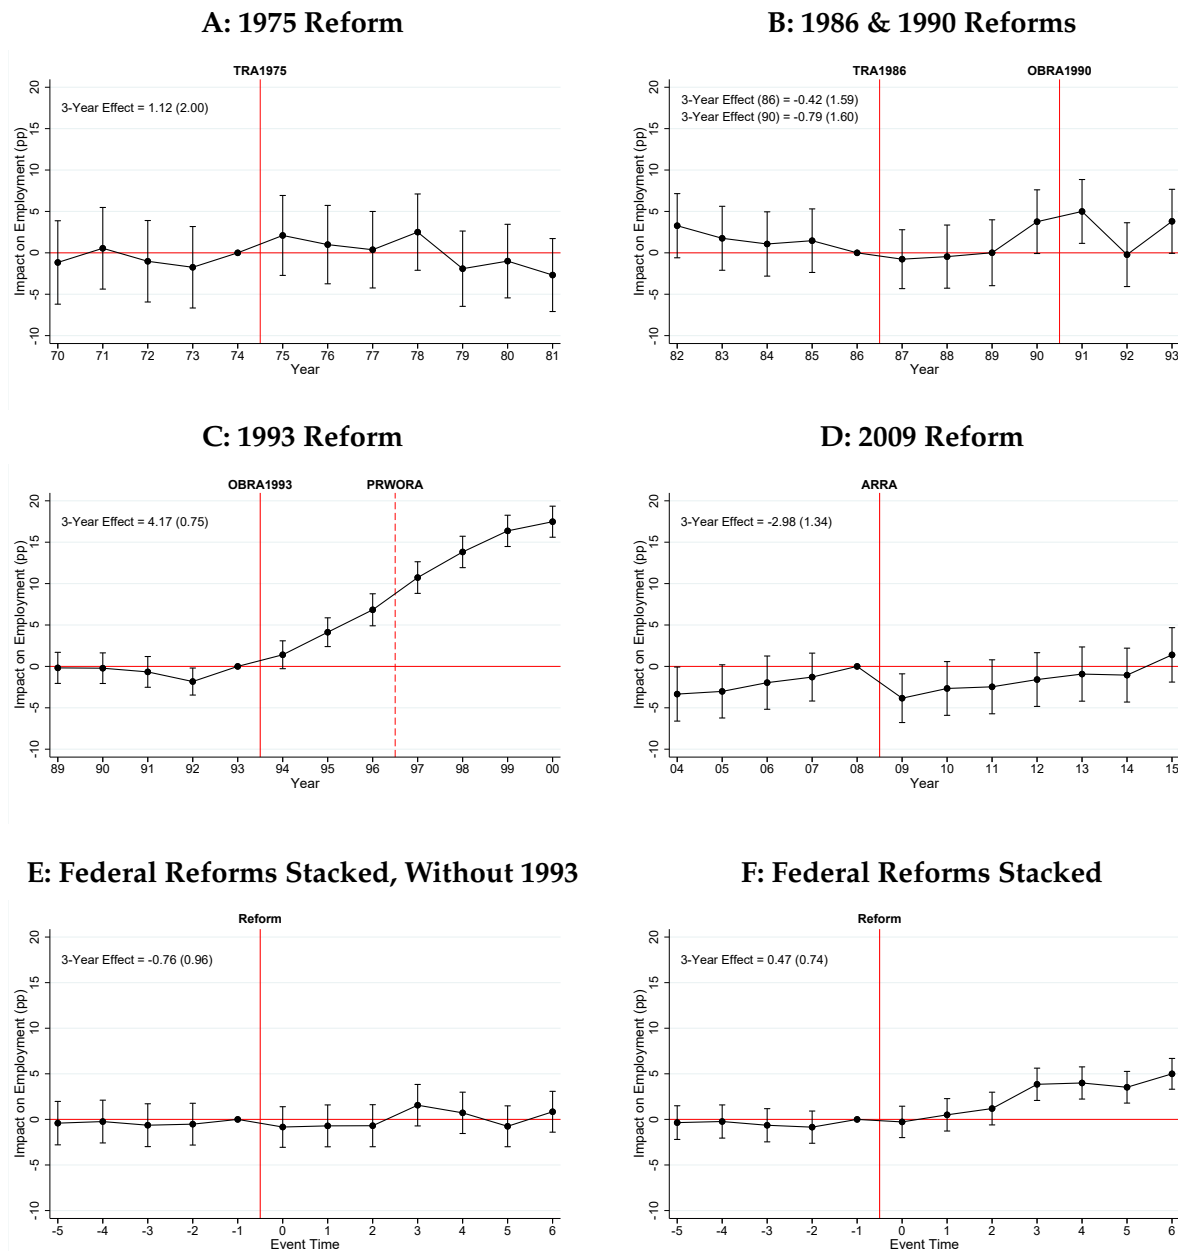 A: 1975 Reform
TRA1975
3-Year Effect = 1.12 (2.00)
Impact on Employment (pp)
20
15
10
5
0
-5
-10
70 71 72 73 74 75 76 77 78 79 80 81
Year
B: 1986 & 1990 Reforms
TRA1986 OBRA1990
3-Year Effect (86) = -0.42 (1.59)
3-Year Effect (90) = -0.79 (1.60)
Impact on Employment (pp)
20
15
10
5
0
-5
-10
82 83 84 85 86 87 88 89 90 91 92 93
Year
C: 1993 Reform
OBRA1993 PRWORA
3-Year Effect = 4.17 (0.75)
Impact on Employment (pp)
20
15
10
5
0
-5
-10
89 90 91 92 93 94 95 96 97 98 99 00
Year
D: 2009 Reform
ARRA
3-Year Effect = -2.98 (1.34)
Impact on Employment (pp)
20
15
10
5
0
-5
-10
04 05 06 07 08 09 10 11 12 13 14 15
Year
E: Federal Reforms Stacked, Without 1993
Reform
3-Year Effect = -0.76 (0.96)
Impact on Employment (pp)
20
15
10
5
0
-5
-10
-5 -4 -3 -2 -1 0 1 2 3 4 5 6
Event Time
F: Federal Reforms Stacked
Reform
3-Year Effect = 0.47 (0.74)
Impact on Employment (pp)
20
15
10
5
0
-5
-10
-5 -4 -3 -2 -1 0 1 2 3 4 5 6
Event Time